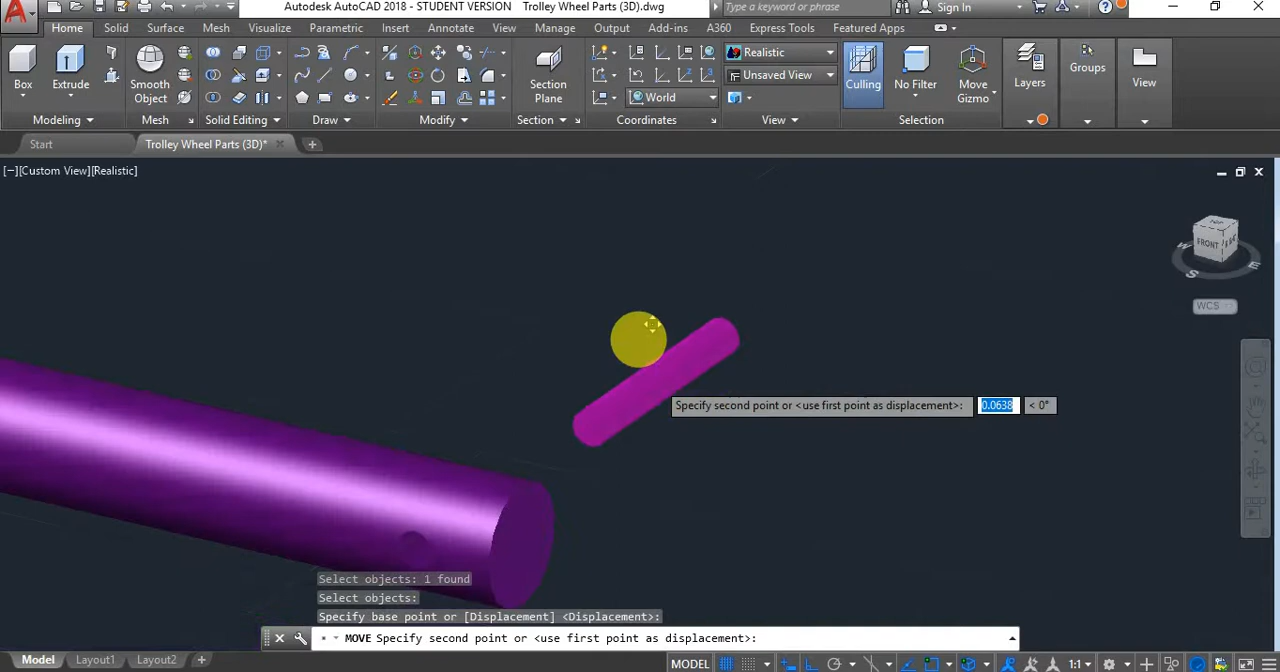 Autodesk AutoCAD 2018 - STUDENT VERSION Trolley Wheel Parts (3D).dwg
Type a keyword or phrase
Sign In
Home Solid Surface Mesh Visualize Parametric Insert Annotate View Manage Output Add-ins A360 Express Tools Featured Apps
Realistic
Unsaved View
World
Box Extrude Smooth Object
Section Plane
Culling No Filter Move Gizmo Layers Groups View
Modeling Mesh Solid Editing Draw Modify Section Coordinates View Selection
Start Trolley Wheel Parts (3D)*
[−][Custom View][Realistic]
TOP
FRONT
W
S
E
WCS
Specify second point or <use first point as displacement>: 0.0638 < 0°
Select objects: 1 found
Select objects:
Specify base point or [Displacement] <Displacement>:
MOVE Specify second point or <use first point as displacement>:
Model Layout1 Layout2 +
MODEL
1:1